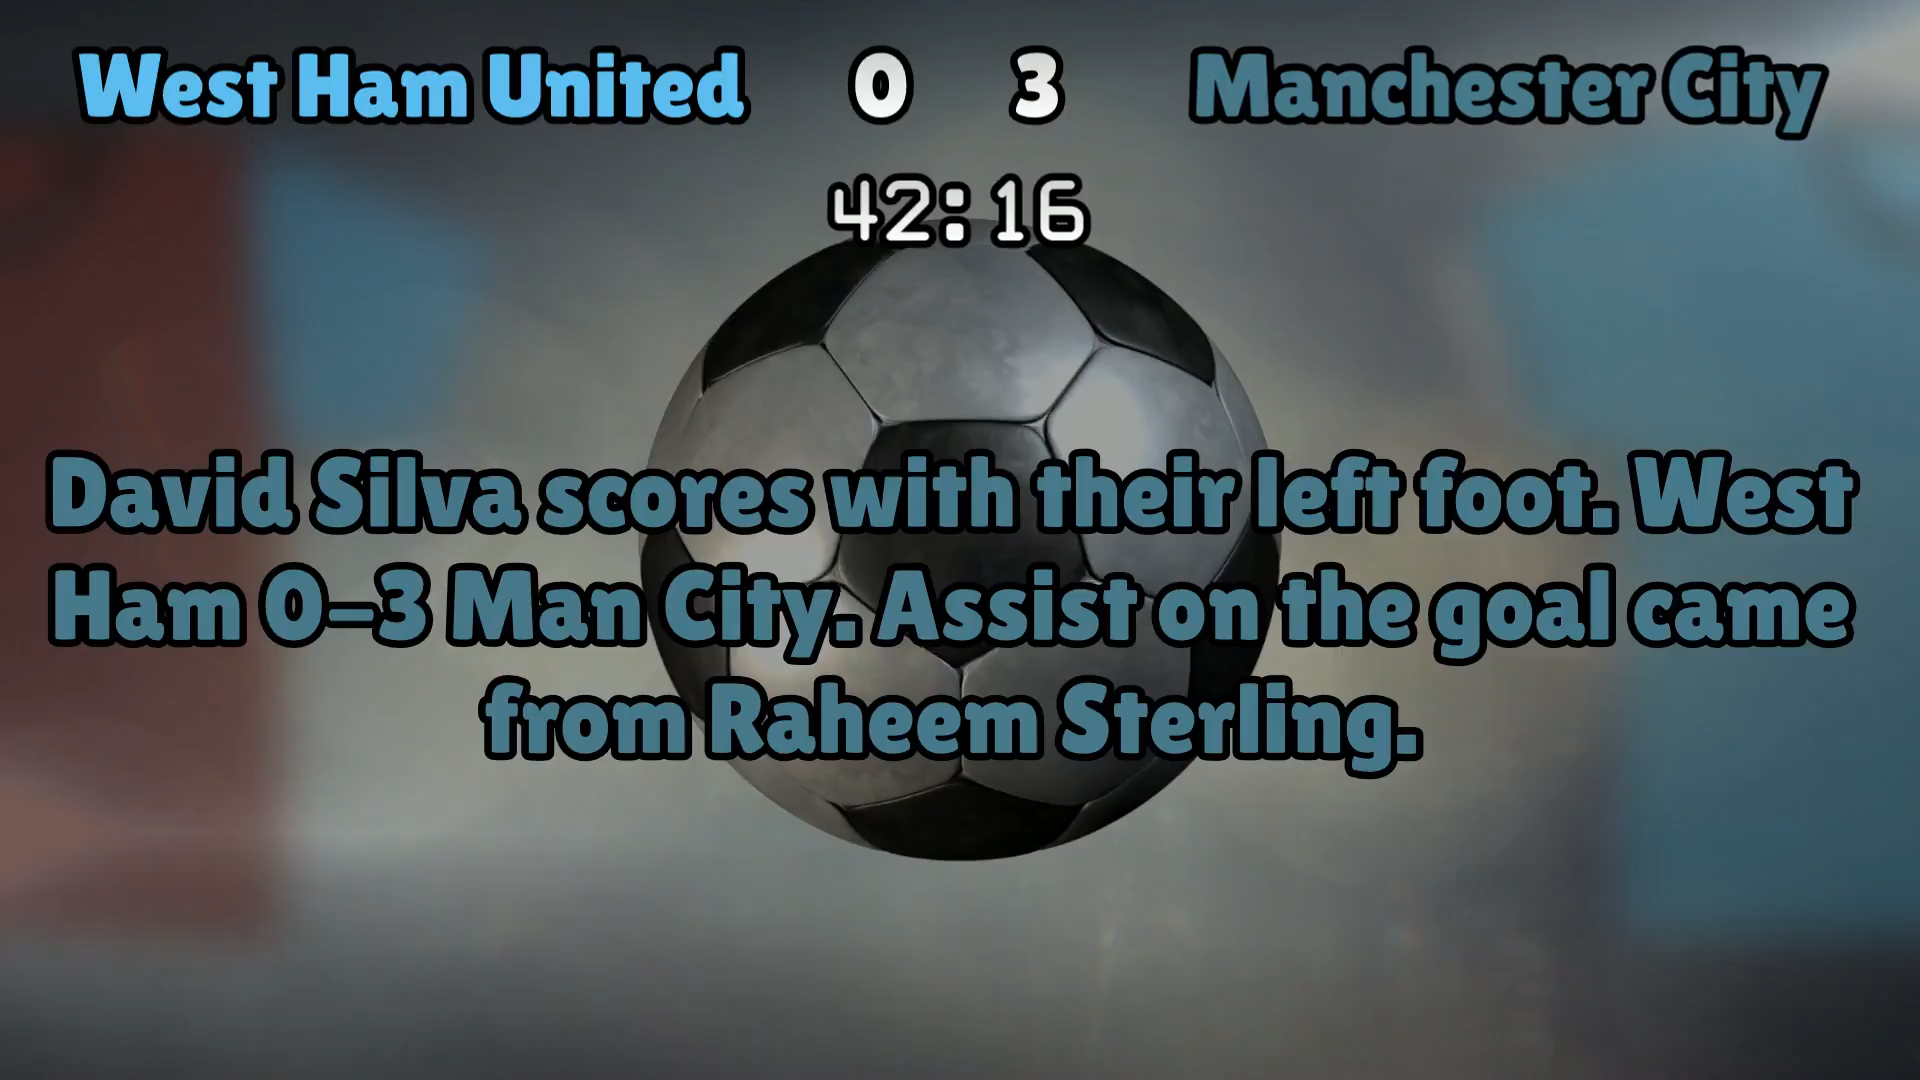 West Ham United 0 3 Manchester City
42:16
David Silva scores with their left foot. West
Ham 0–3 Man City. Assist on the goal came
from Raheem Sterling.